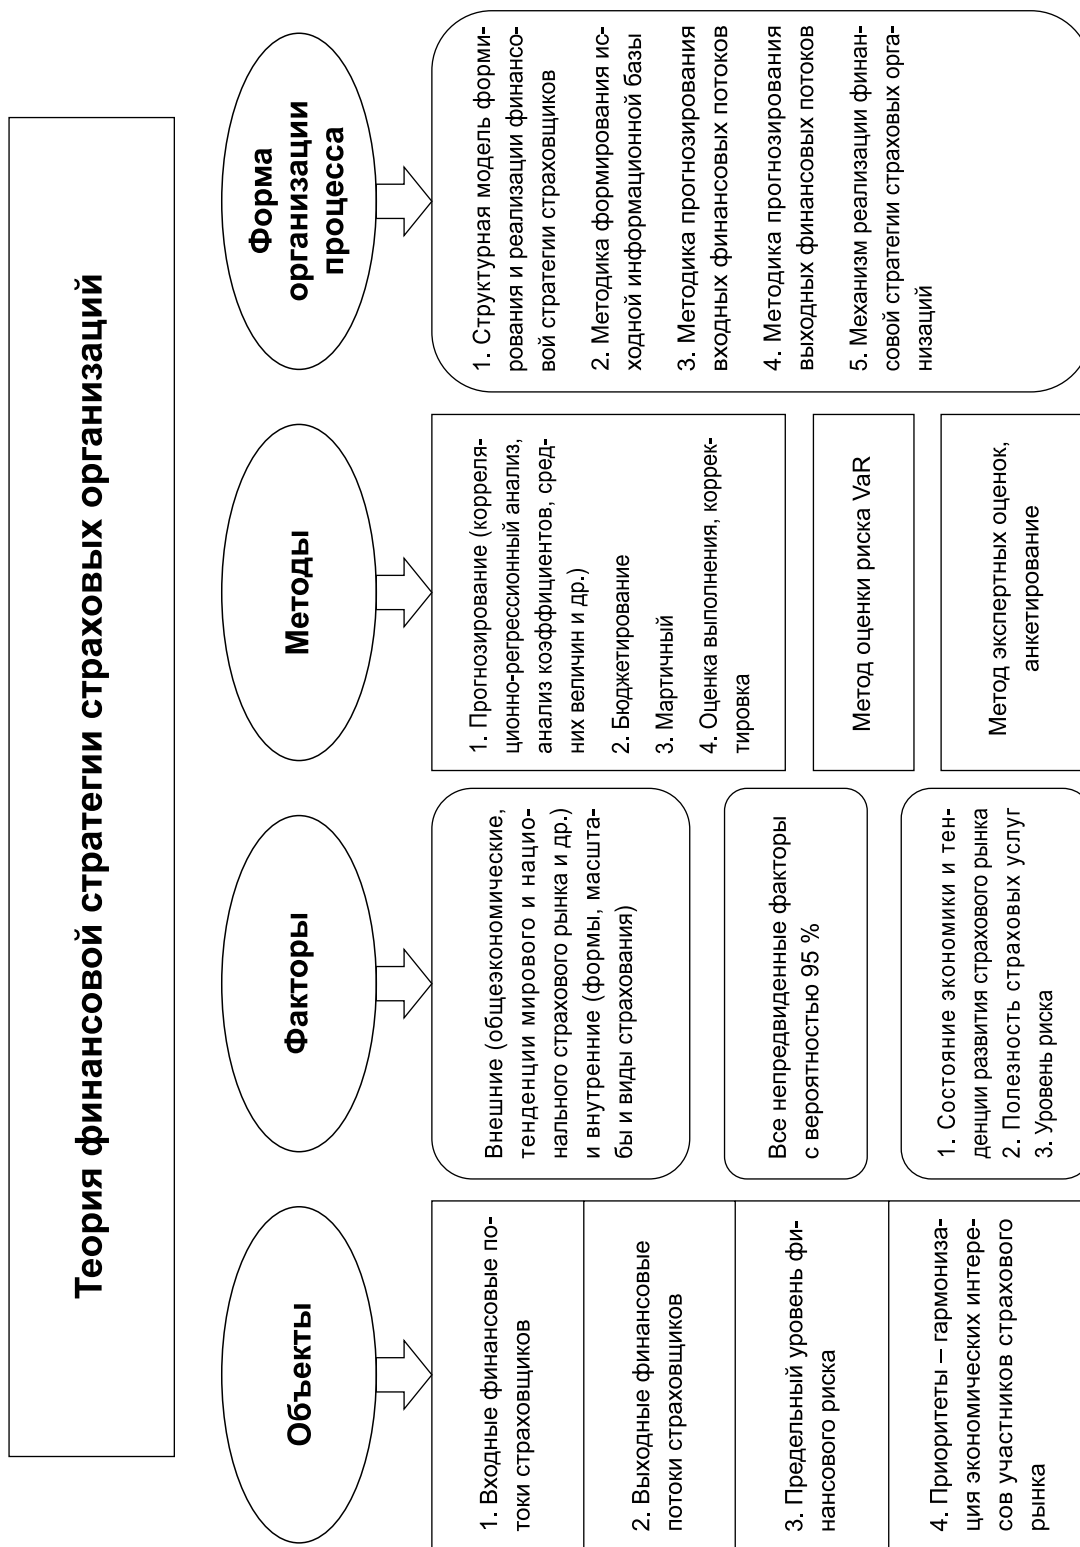 Теория финансовой стратегии страховых организаций
Объекты
1. Входные финансовые по-
токи страховщиков
2. Выходные финансовые
потоки страховщиков
3. Предельный уровень фи-
нансового риска
4. Приоритеты – гармониза-
ция экономических интере-
сов участников страхового
рынка
Факторы
Внешние (общеэкономические,
тенденции мирового и нацио-
нального страхового рынка и др.)
и внутренние (формы, масшта-
бы и виды страхования)
Все непредвиденные факторы
с вероятностью 95 %
1. Состояние экономики и тен-
денции развития страхового рынка
2. Полезность страховых услуг
3. Уровень риска
Методы
1. Прогнозирование (корреля-
ционно-регрессионный анализ,
анализ коэффициентов, сред-
них величин и др.)
2. Бюджетирование
3. Мартичный
4. Оценка выполнения, коррек-
тировка
Метод оценки риска VaR
Метод экспертных оценок,
анкетирование
Форма
организации
процесса
1. Структурная модель форми-
рования и реализации финансо-
вой стратегии страховщиков
2. Методика формирования ис-
ходной информационной базы
3. Методика прогнозирования
входных финансовых потоков
4. Методика прогнозирования
выходных финансовых потоков
5. Механизм реализации финан-
совой стратегии страховых орга-
низаций